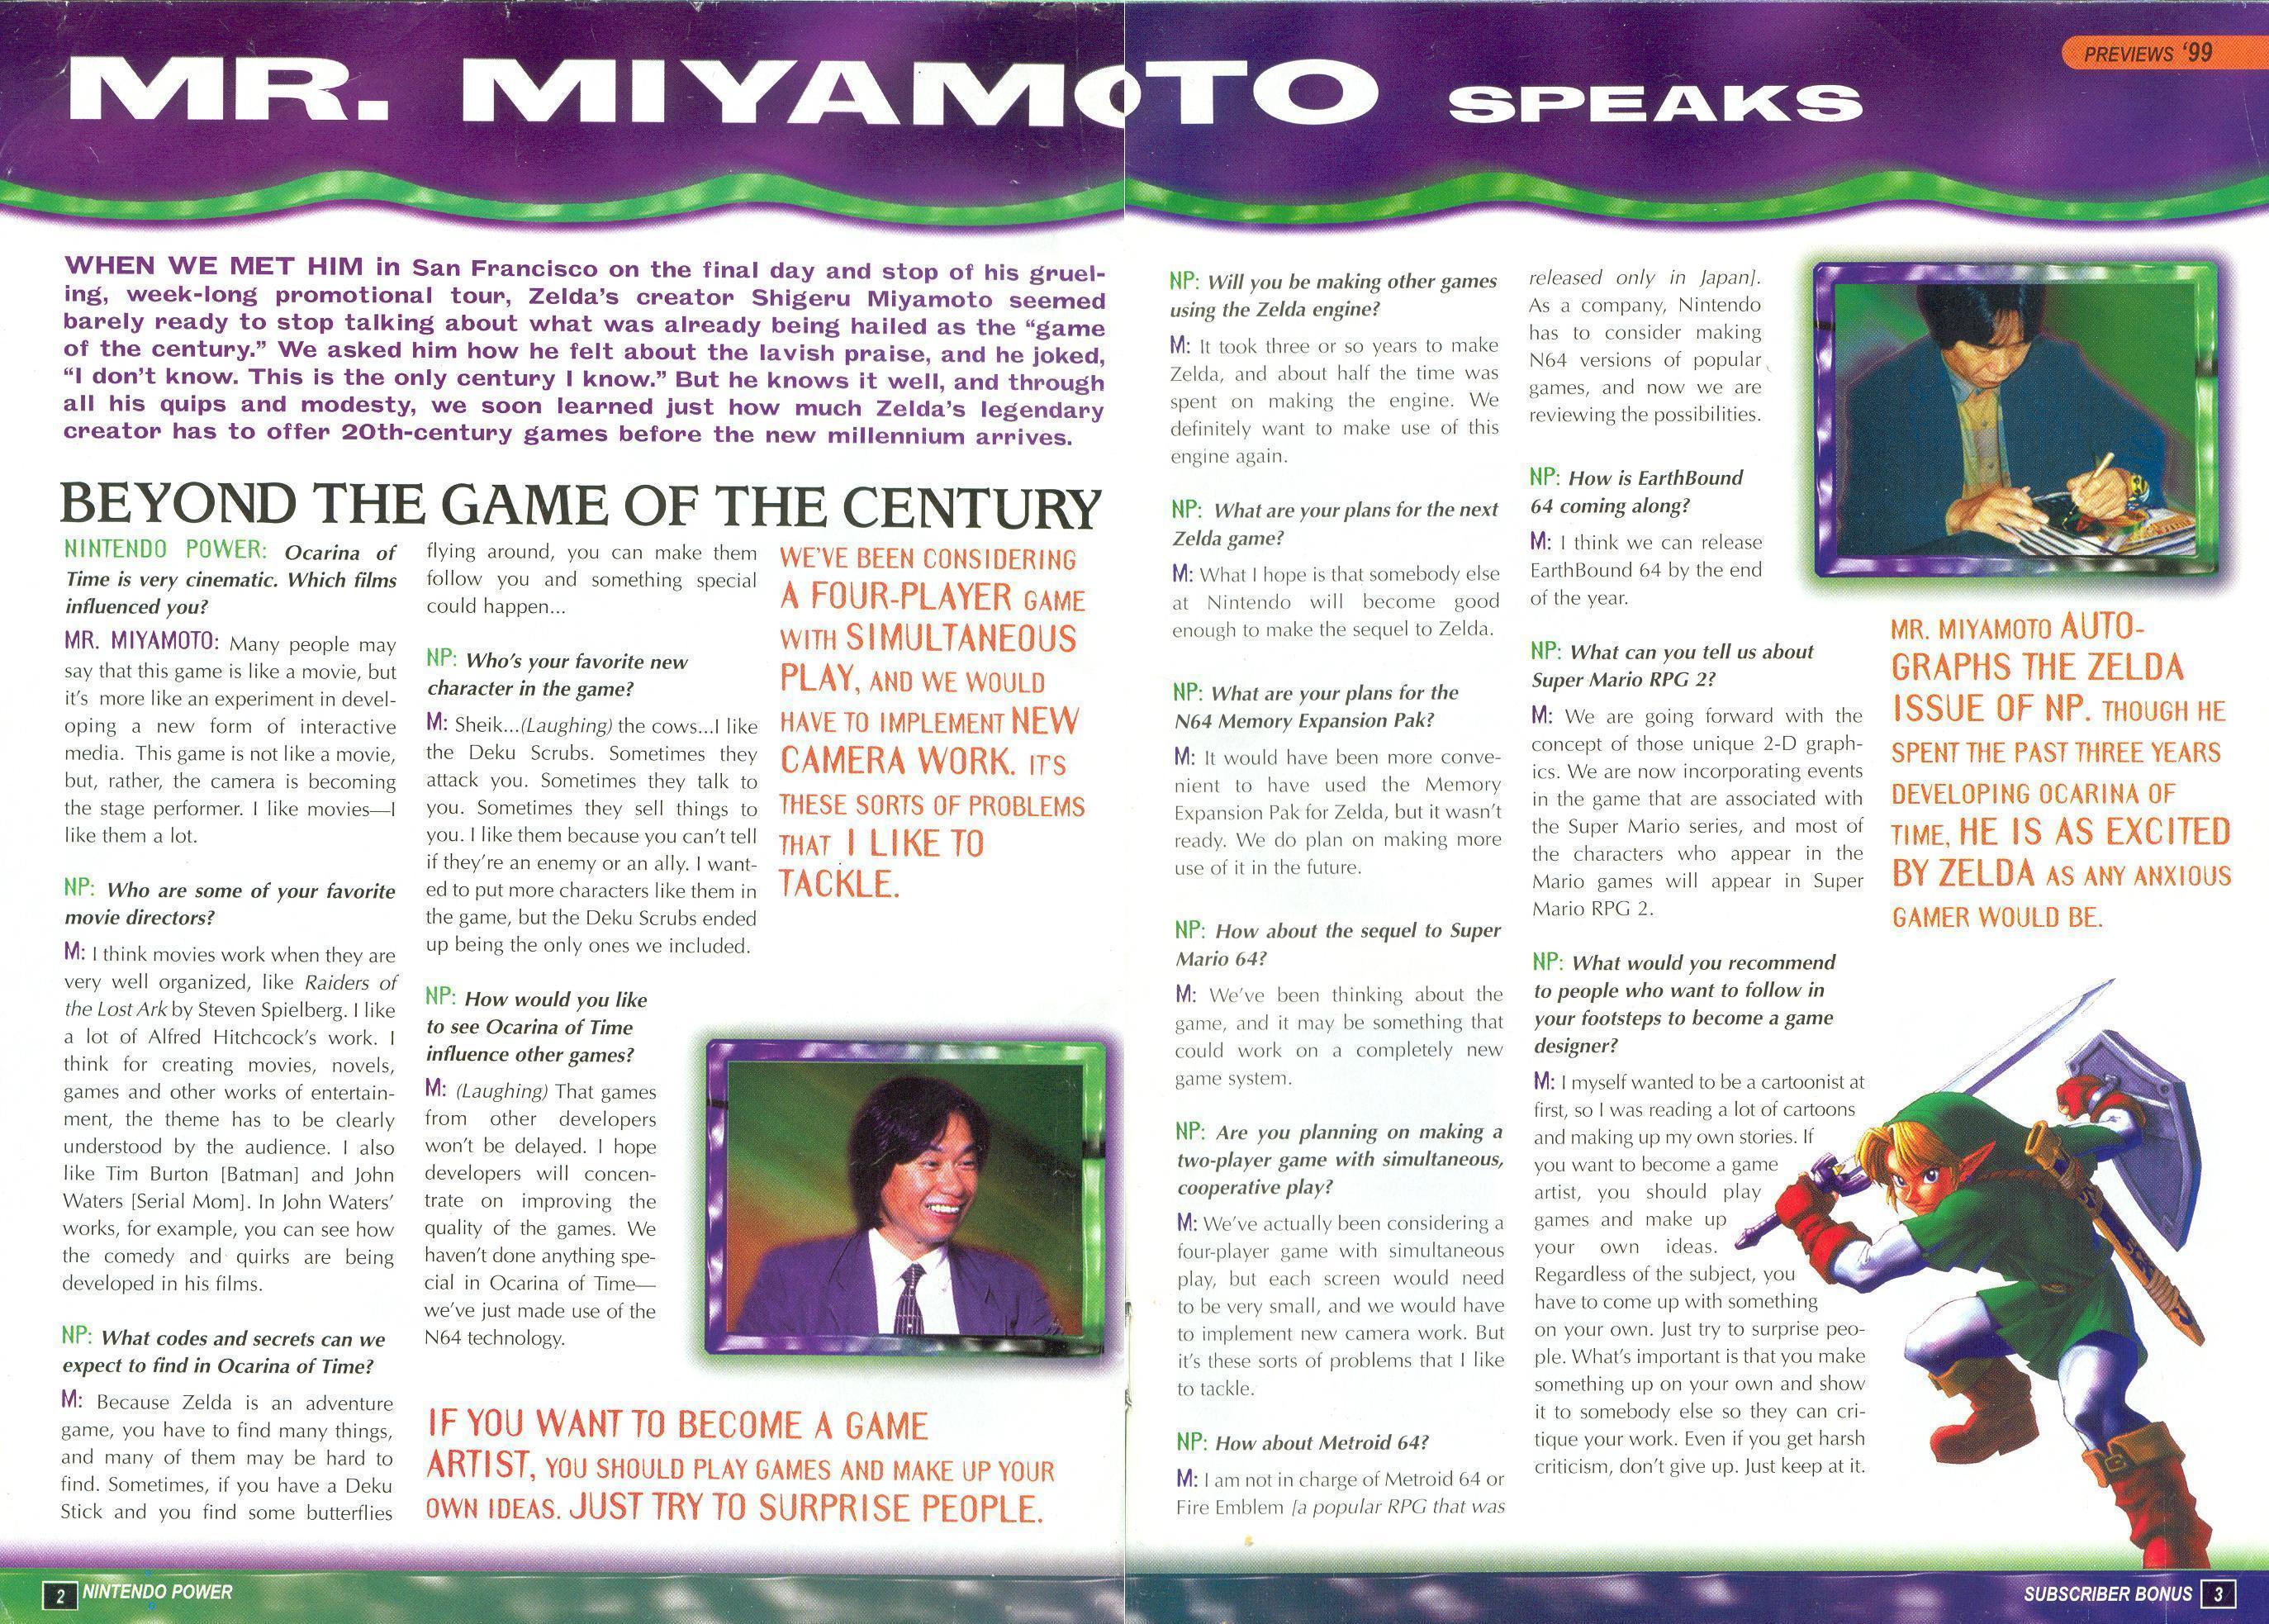 MR. MIYAMOTO SPEAKS
PREVIEWS '99
WHEN WE MET HIM in San Francisco on the final day and stop of his gruel-
ing, week-long promotional tour, Zelda's creator Shigeru Miyamoto seemed
barely ready to stop talking about what was already being hailed as the "game
of the century." We asked him how he felt about the lavish praise, and he joked,
"I don't know. This is the only century I know." But he knows it well, and through
all his quips and modesty, we soon learned just how much Zelda's legendary
creator has to offer 20th-century games before the new millennium arrives.
BEYOND THE GAME OF THE CENTURY
NINTENDO POWER: Ocarina of
Time is very cinematic. Which films
influenced you?
MR. MIYAMOTO: Many people may
say that this game is like a movie, but
it's more like an experiment in devel-
oping a new form of interactive
media. This game is not like a movie,
but, rather, the camera is becoming
the stage performer. I like movies—I
like them a lot.
NP: Who are some of your favorite
movie directors?
M: I think movies work when they are
very well organized, like Raiders of
the Lost Ark by Steven Spielberg. I like
a lot of Alfred Hitchcock's work. I
think for creating movies, novels,
games and other works of entertain-
ment, the theme has to be clearly
understood by the audience. I also
like Tim Burton [Batman] and John
Waters [Serial Mom]. In John Waters'
works, for example, you can see how
the comedy and quirks are being
developed in his films.
NP: What codes and secrets can we
expect to find in Ocarina of Time?
M: Because Zelda is an adventure
game, you have to find many things,
and many of them may be hard to
find. Sometimes, if you have a Deku
Stick and you find some butterflies
flying around, you can make them
follow you and something special
could happen...
NP: Who's your favorite new
character in the game?
M: Sheik...(Laughing) the cows...I like
the Deku Scrubs. Sometimes they
attack you. Sometimes they talk to
you. Sometimes they sell things to
you. I like them because you can't tell
if they're an enemy or an ally. I want-
ed to put more characters like them in
the game, but the Deku Scrubs ended
up being the only ones we included.
NP: How would you like
to see Ocarina of Time
influence other games?
M: (Laughing) That games
from other developers
won't be delayed. I hope
developers will concen-
trate on improving the
quality of the games. We
haven't done anything spe-
cial in Ocarina of Time—
we've just made use of the
N64 technology.
WE'VE BEEN CONSIDERING
A FOUR-PLAYER GAME
WITH SIMULTANEOUS
PLAY, AND WE WOULD
HAVE TO IMPLEMENT NEW
CAMERA WORK. IT'S
THESE SORTS OF PROBLEMS
THAT I LIKE TO
TACKLE.
IF YOU WANT TO BECOME A GAME
ARTIST, YOU SHOULD PLAY GAMES AND MAKE UP YOUR
OWN IDEAS. JUST TRY TO SURPRISE PEOPLE.
NP: Will you be making other games
using the Zelda engine?
M: It took three or so years to make
Zelda, and about half the time was
spent on making the engine. We
definitely want to make use of this
engine again.
NP: What are your plans for the next
Zelda game?
M: What I hope is that somebody else
at Nintendo will become good
enough to make the sequel to Zelda.
NP: What are your plans for the
N64 Memory Expansion Pak?
M: It would have been more conve-
nient to have used the Memory
Expansion Pak for Zelda, but it wasn't
ready. We do plan on making more
use of it in the future.
NP: How about the sequel to Super
Mario 64?
M: We've been thinking about the
game, and it may be something that
could work on a completely new
game system.
NP: Are you planning on making a
two-player game with simultaneous,
cooperative play?
M: We've actually been considering a
four-player game with simultaneous
play, but each screen would need
to be very small, and we would have
to implement new camera work. But
it's these sorts of problems that I like
to tackle.
NP: How about Metroid 64?
M: I am not in charge of Metroid 64 or
Fire Emblem [a popular RPG that was
released only in Japan].
As a company, Nintendo
has to consider making
N64 versions of popular
games, and now we are
reviewing the possibilities.
NP: How is EarthBound
64 coming along?
M: I think we can release
EarthBound 64 by the end
of the year.
NP: What can you tell us about
Super Mario RPG 2?
M: We are going forward with the
concept of those unique 2-D graph-
ics. We are now incorporating events
in the game that are associated with
the Super Mario series, and most of
the characters who appear in the
Mario games will appear in Super
Mario RPG 2.
NP: What would you recommend
to people who want to follow in
your footsteps to become a game
designer?
M: I myself wanted to be a cartoonist at
first, so I was reading a lot of cartoons
and making up my own stories. If
you want to become a game
artist, you should play
games and make up
your own ideas.
Regardless of the subject, you
have to come up with something
on your own. Just try to surprise peo-
ple. What's important is that you make
something up on your own and show
it to somebody else so they can cri-
tique your work. Even if you get harsh
criticism, don't give up. Just keep at it.
MR. MIYAMOTO AUTO-
GRAPHS THE ZELDA
ISSUE OF NP. THOUGH HE
SPENT THE PAST THREE YEARS
DEVELOPING OCARINA OF
TIME, HE IS AS EXCITED
BY ZELDA AS ANY ANXIOUS
GAMER WOULD BE.
2 NINTENDO POWER
SUBSCRIBER BONUS 3